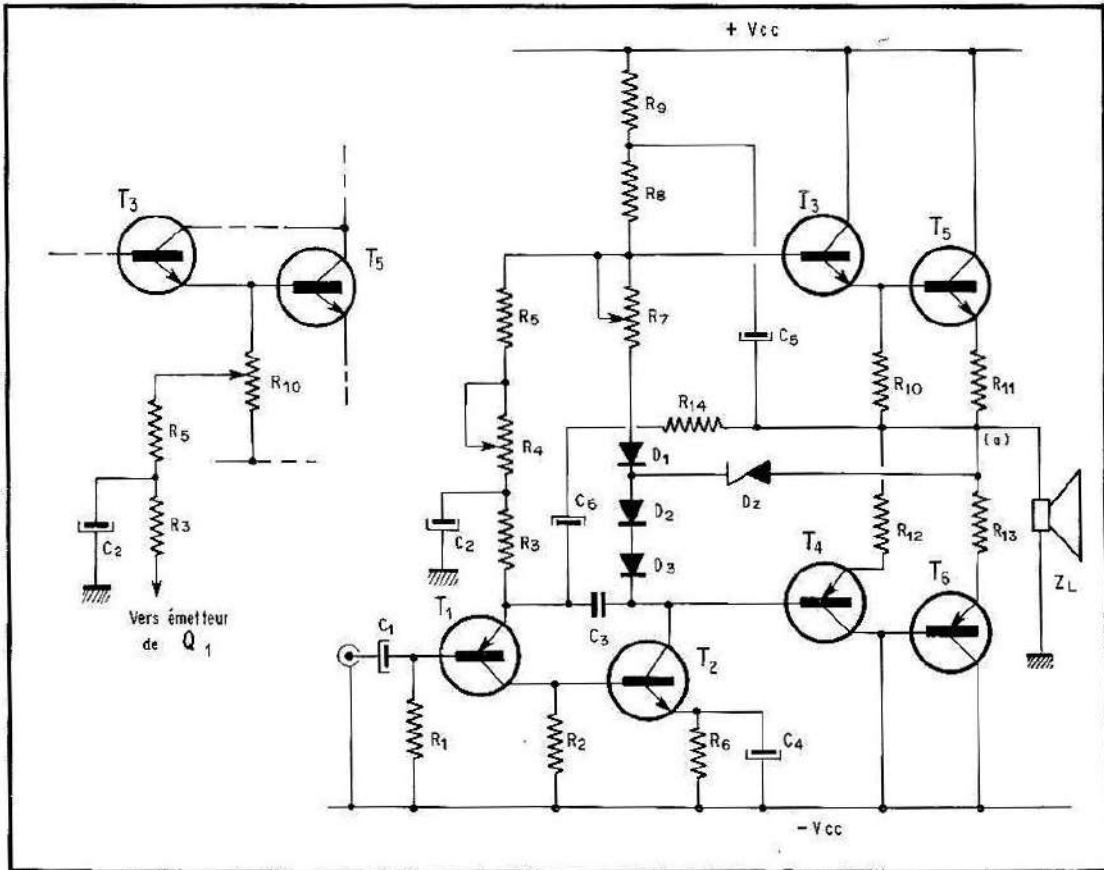 + Vcc
R9
R8
T3
T3
T5
T5
R5
R7
C5
R10
R10
R11
R14
(a)
R5
R4
D1
Dz
C6
D2
R3
C2
C2
R3
R12
R13
D3
T4
T6
ZL
Vers émetteur
de Q1
T1
C1
C3
T2
R1
R2
R6
C4
- Vcc